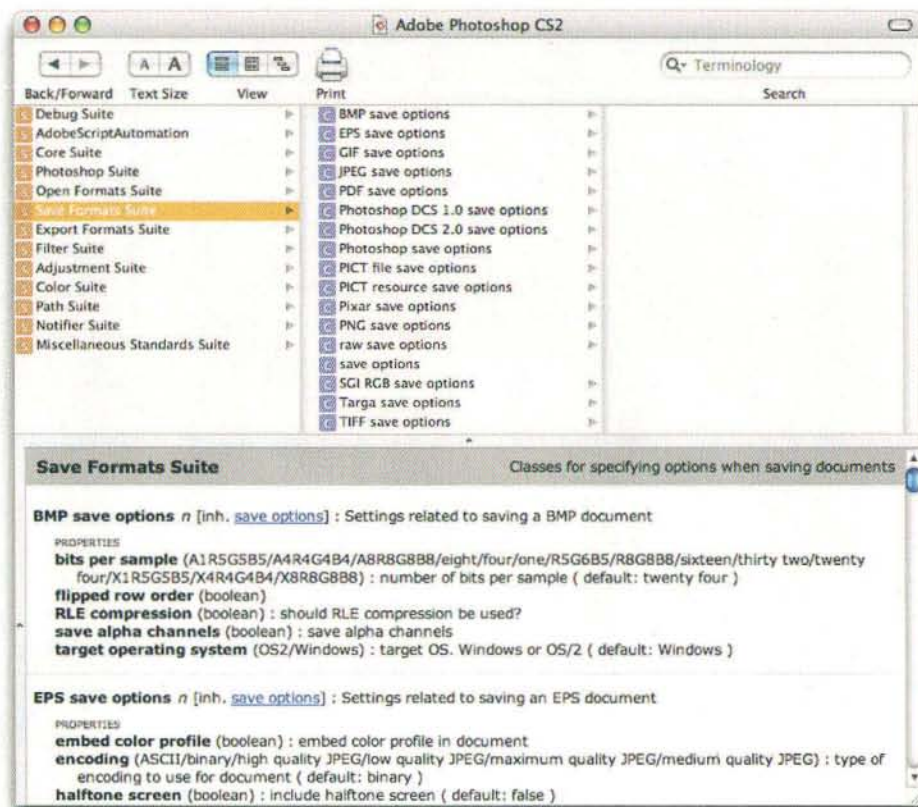 Adobe Photoshop CS2
A A
Back/Forward Text Size View Print
Terminology
Search
S Debug Suite
S AdobeScriptAutomation
S Core Suite
S Photoshop Suite
S Open Formats Suite
S Save Formats Suite
S Export Formats Suite
S Filter Suite
S Adjustment Suite
S Color Suite
S Path Suite
S Notifier Suite
S Miscellaneous Standards Suite
C BMP save options
C EPS save options
C GIF save options
C JPEG save options
C PDF save options
C Photoshop DCS 1.0 save options
C Photoshop DCS 2.0 save options
C Photoshop save options
C PICT file save options
C PICT resource save options
C Pixar save options
C PNG save options
C raw save options
C save options
C SGI RGB save options
C Targa save options
C TIFF save options
Save Formats Suite Classes for specifying options when saving documents
BMP save options n [inh. save options] : Settings related to saving a BMP document
PROPERTIES
bits per sample (A1R5G5B5/A4R4G4B4/A8R8G8B8/eight/four/one/R5G6B5/R8G8B8/sixteen/thirty two/twenty
four/X1R5G5B5/X4R4G4B4/X8R8G8B8) : number of bits per sample ( default: twenty four )
flipped row order (boolean)
RLE compression (boolean) : should RLE compression be used?
save alpha channels (boolean) : save alpha channels
target operating system (OS2/Windows) : target OS. Windows or OS/2 ( default: Windows )
EPS save options n [inh. save options] : Settings related to saving an EPS document
PROPERTIES
embed color profile (boolean) : embed color profile in document
encoding (ASCII/binary/high quality JPEG/low quality JPEG/maximum quality JPEG/medium quality JPEG) : type of
encoding to use for document ( default: binary )
halftone screen (boolean) : include halftone screen ( default: false )